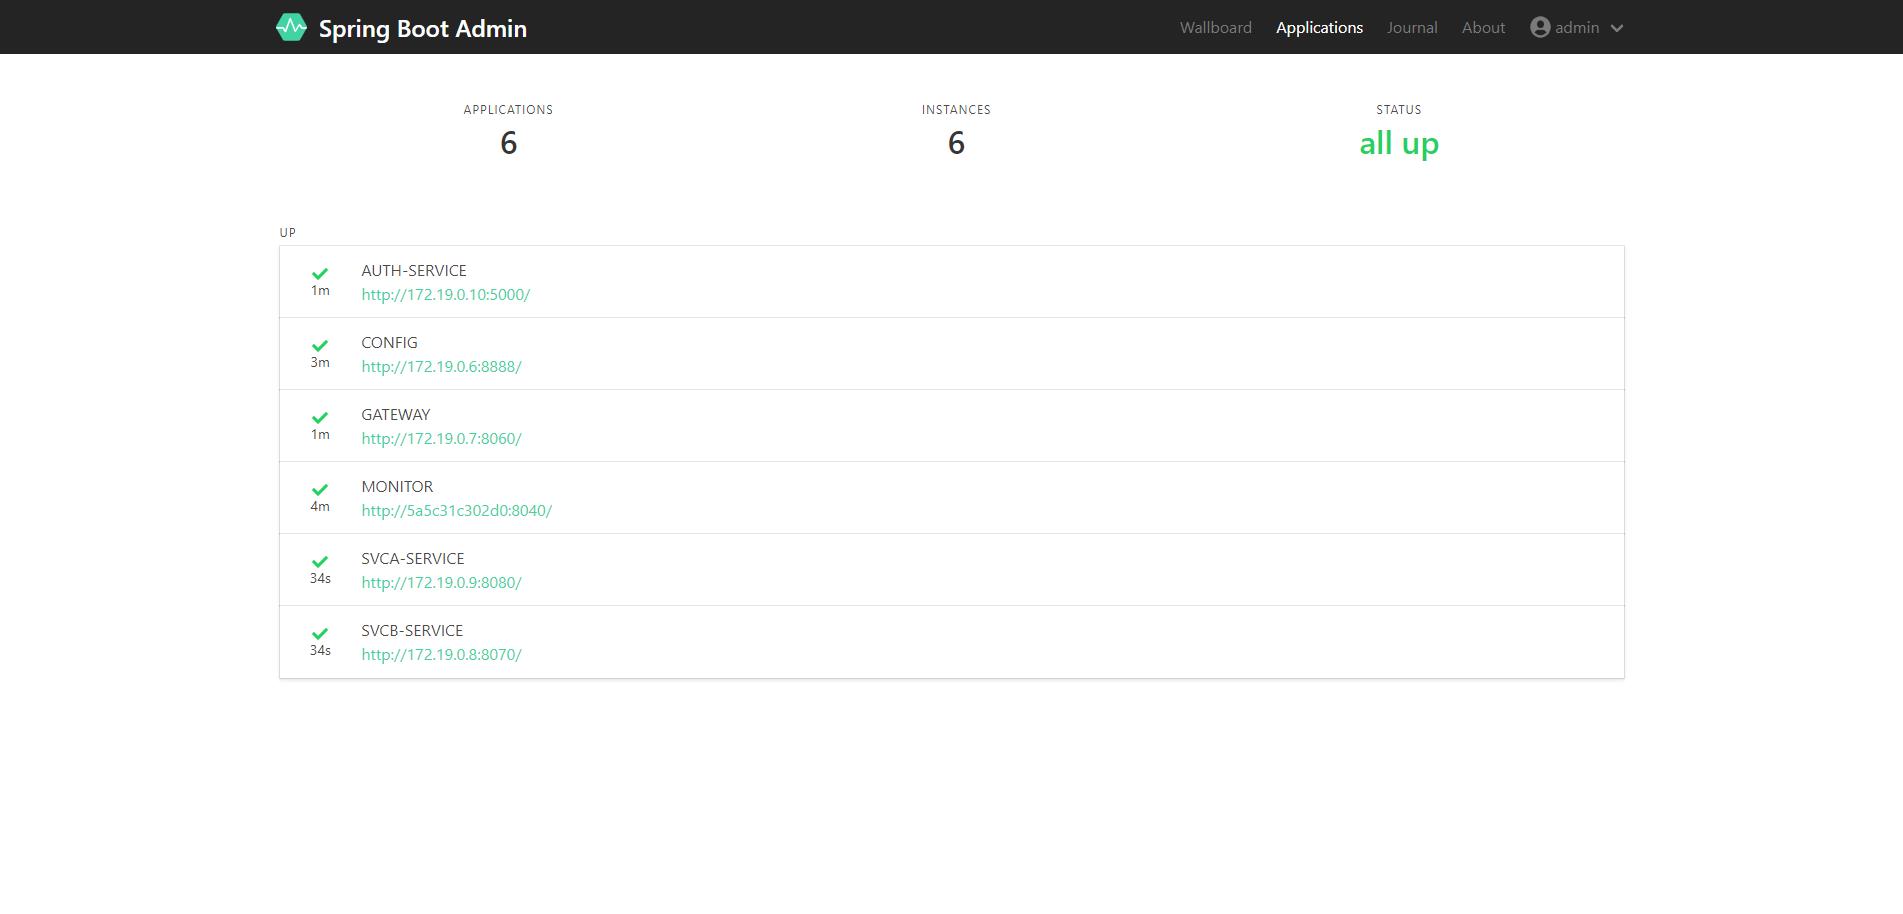 Spring Boot Admin
Wallboard Applications Journal About admin
APPLICATIONS INSTANCES STATUS
6 6 all up
UP
AUTH-SERVICE
1m
http://172.19.0.10:5000/
CONFIG
3m
http://172.19.0.6:8888/
GATEWAY
1m
http://172.19.0.7:8060/
MONITOR
4m
http://5a5c31c302d0:8040/
SVCA-SERVICE
34s
http://172.19.0.9:8080/
SVCB-SERVICE
34s
http://172.19.0.8:8070/